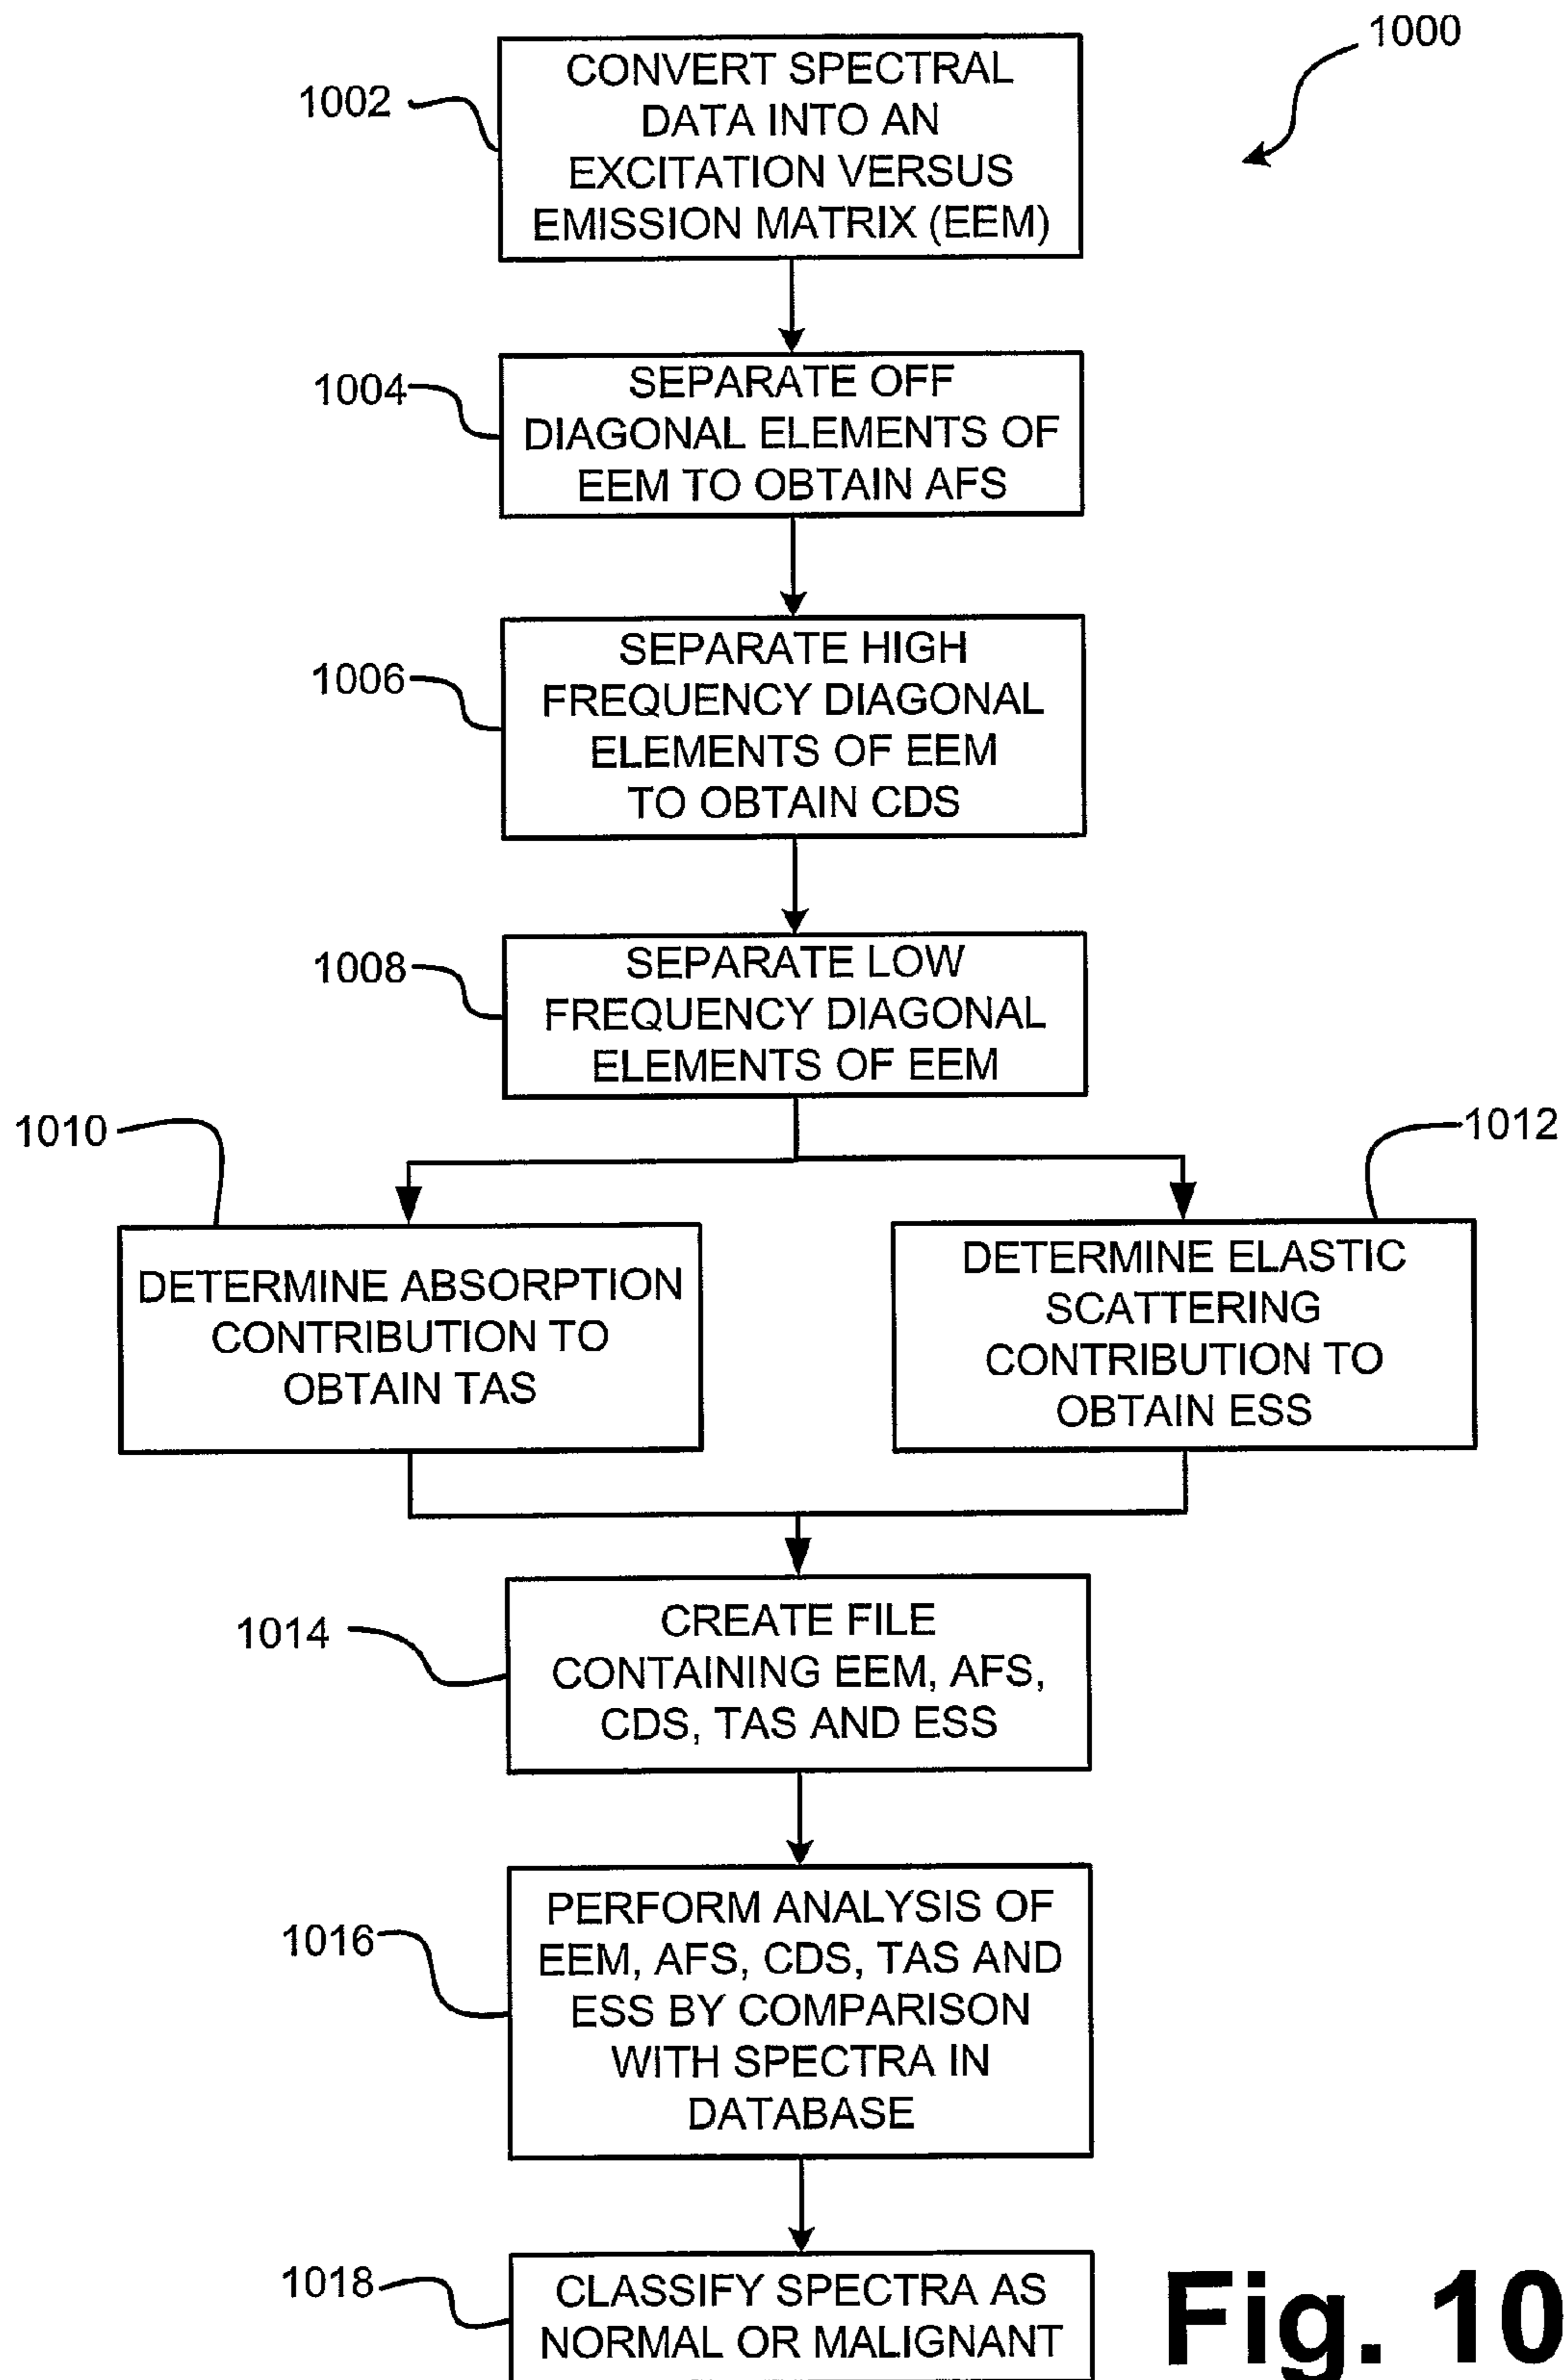 1000
1002
CONVERT SPECTRAL
DATA INTO AN
EXCITATION VERSUS
EMISSION MATRIX (EEM)
1004
SEPARATE OFF
DIAGONAL ELEMENTS OF
EEM TO OBTAIN AFS
1006
SEPARATE HIGH
FREQUENCY DIAGONAL
ELEMENTS OF EEM
TO OBTAIN CDS
1008
SEPARATE LOW
FREQUENCY DIAGONAL
ELEMENTS OF EEM
1010
DETERMINE ABSORPTION
CONTRIBUTION TO
OBTAIN TAS
1012
DETERMINE ELASTIC
SCATTERING
CONTRIBUTION TO
OBTAIN ESS
1014
CREATE FILE
CONTAINING EEM, AFS,
CDS, TAS AND ESS
1016
PERFORM ANALYSIS OF
EEM, AFS, CDS, TAS AND
ESS BY COMPARISON
WITH SPECTRA IN
DATABASE
1018
CLASSIFY SPECTRA AS
NORMAL OR MALIGNANT
Fig. 10